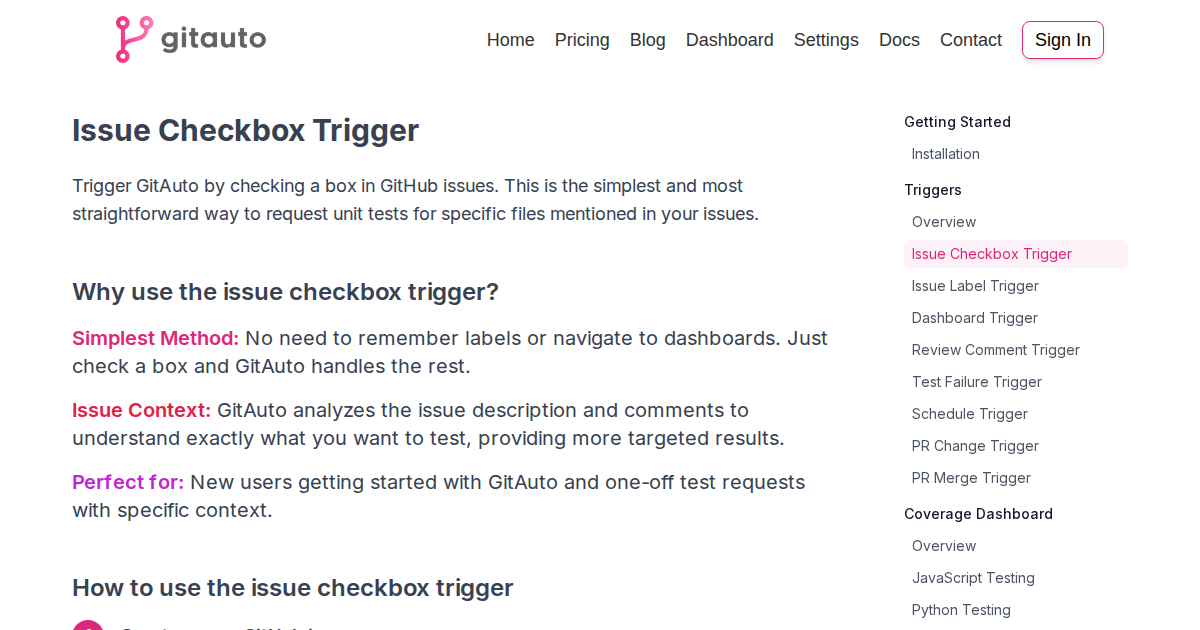 gitauto
Home Pricing Blog Dashboard Settings Docs Contact Sign In
Issue Checkbox Trigger
Trigger GitAuto by checking a box in GitHub issues. This is the simplest and most
straightforward way to request unit tests for specific files mentioned in your issues.
Why use the issue checkbox trigger?
Simplest Method: No need to remember labels or navigate to dashboards. Just
check a box and GitAuto handles the rest.
Issue Context: GitAuto analyzes the issue description and comments to
understand exactly what you want to test, providing more targeted results.
Perfect for: New users getting started with GitAuto and one-off test requests
with specific context.
How to use the issue checkbox trigger
Getting Started
Installation
Triggers
Overview
Issue Checkbox Trigger
Issue Label Trigger
Dashboard Trigger
Review Comment Trigger
Test Failure Trigger
Schedule Trigger
PR Change Trigger
PR Merge Trigger
Coverage Dashboard
Overview
JavaScript Testing
Python Testing